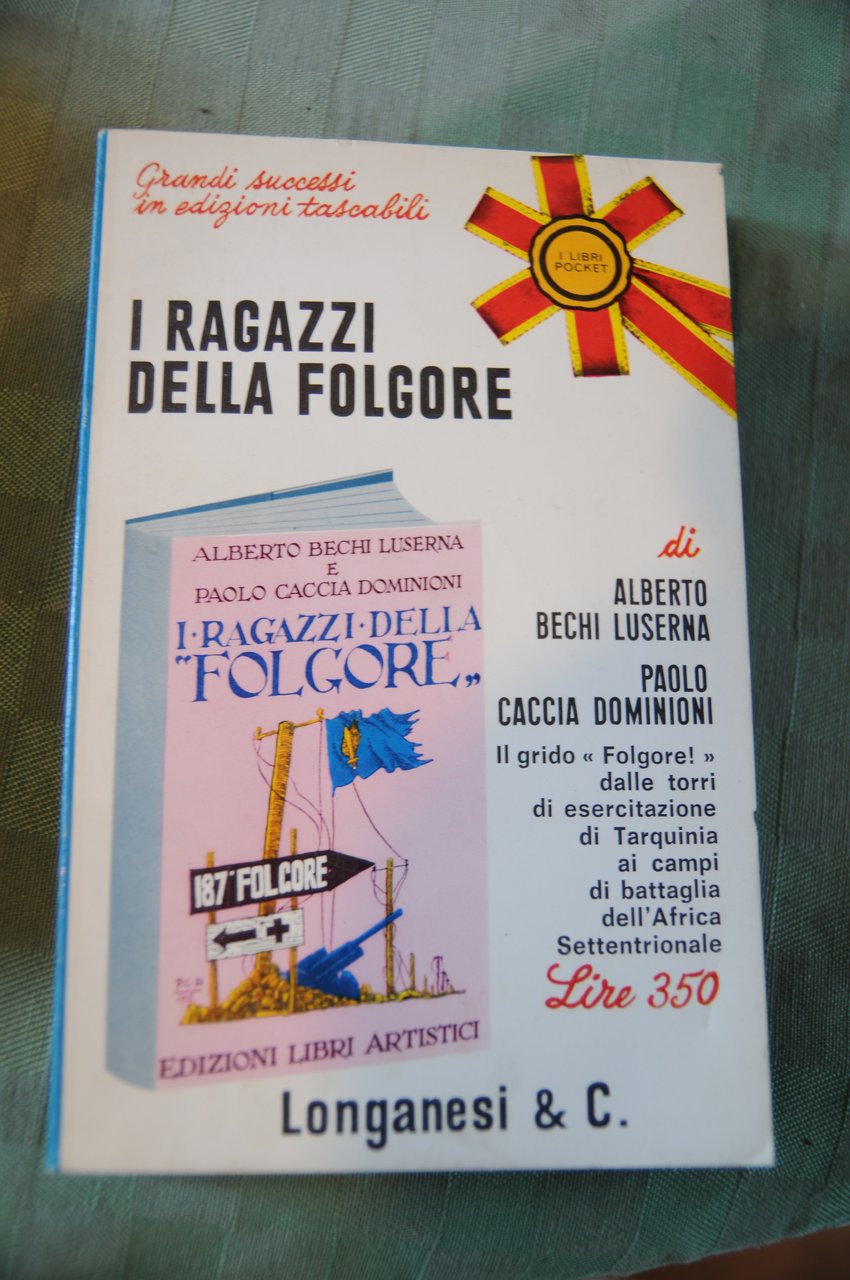 Grandi successi
in edizioni tascabili
I LIBRI
POCKET
I RAGAZZI
DELLA FOLGORE
ALBERTO BECHI LUSERNA
E
PAOLO CACCIA DOMINIONI
I·RAGAZZI·DELLA
"FOLGORE„
187° FOLGORE
P.C.D
EDIZIONI LIBRI ARTISTICI
di
ALBERTO
BECHI LUSERNA
PAOLO
CACCIA DOMINIONI
Il grido « Folgore! »
dalle torri
di esercitazione
di Tarquinia
ai campi
di battaglia
dell'Africa
Settentrionale
Lire 350
Longanesi & C.